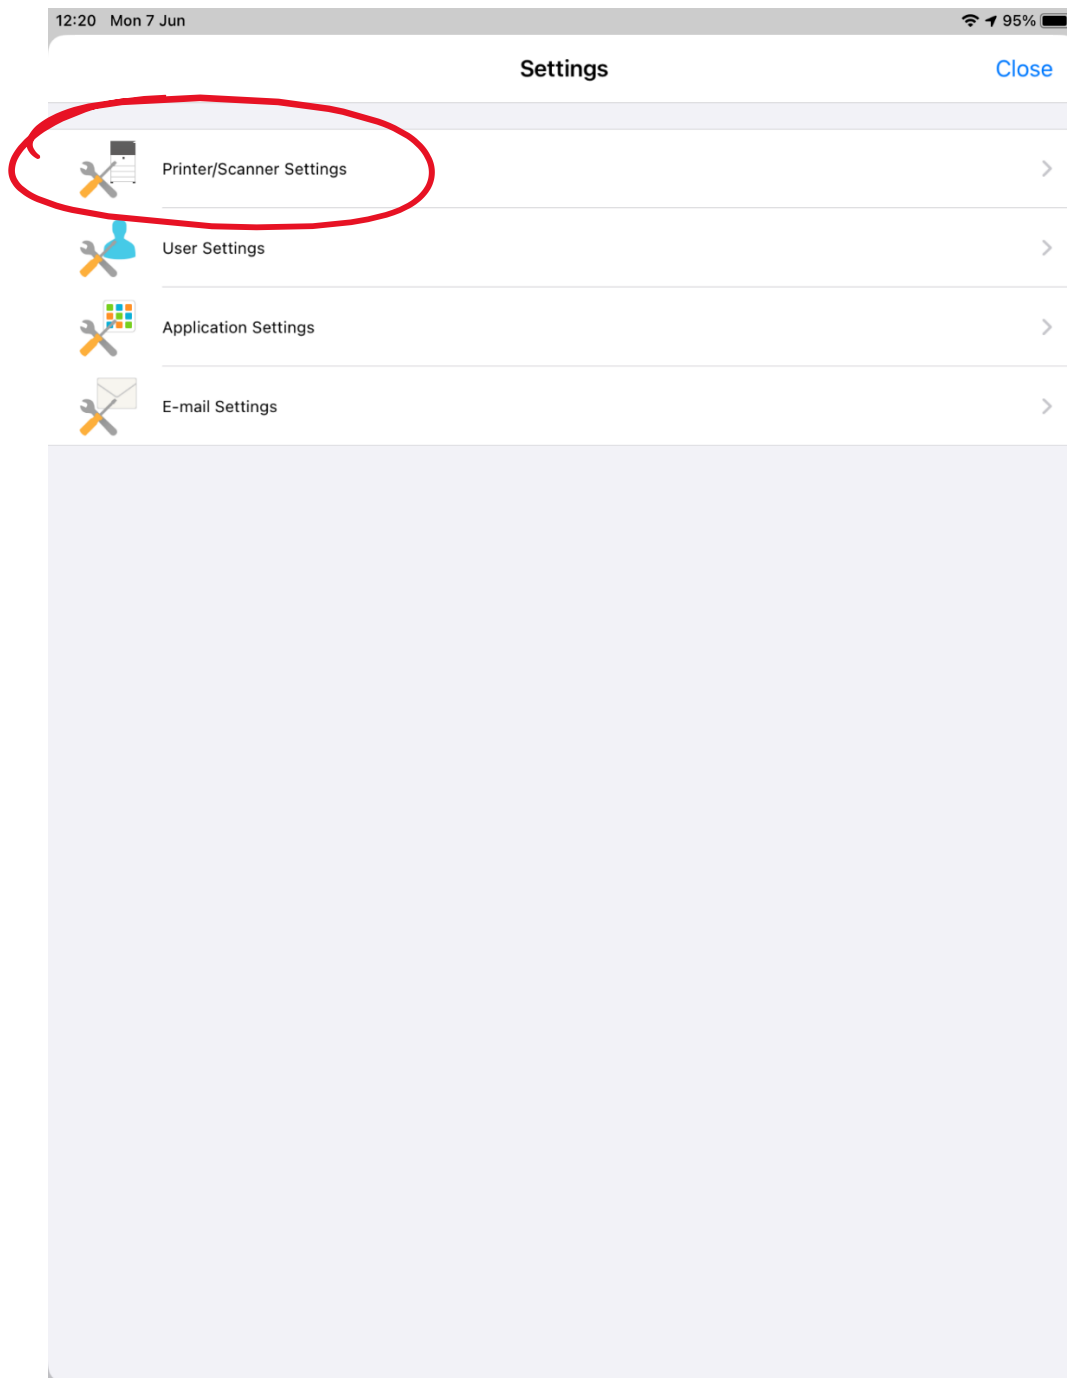 12:20 Mon 7 Jun 95%
Settings Close
Printer/Scanner Settings
User Settings
Application Settings
E-mail Settings